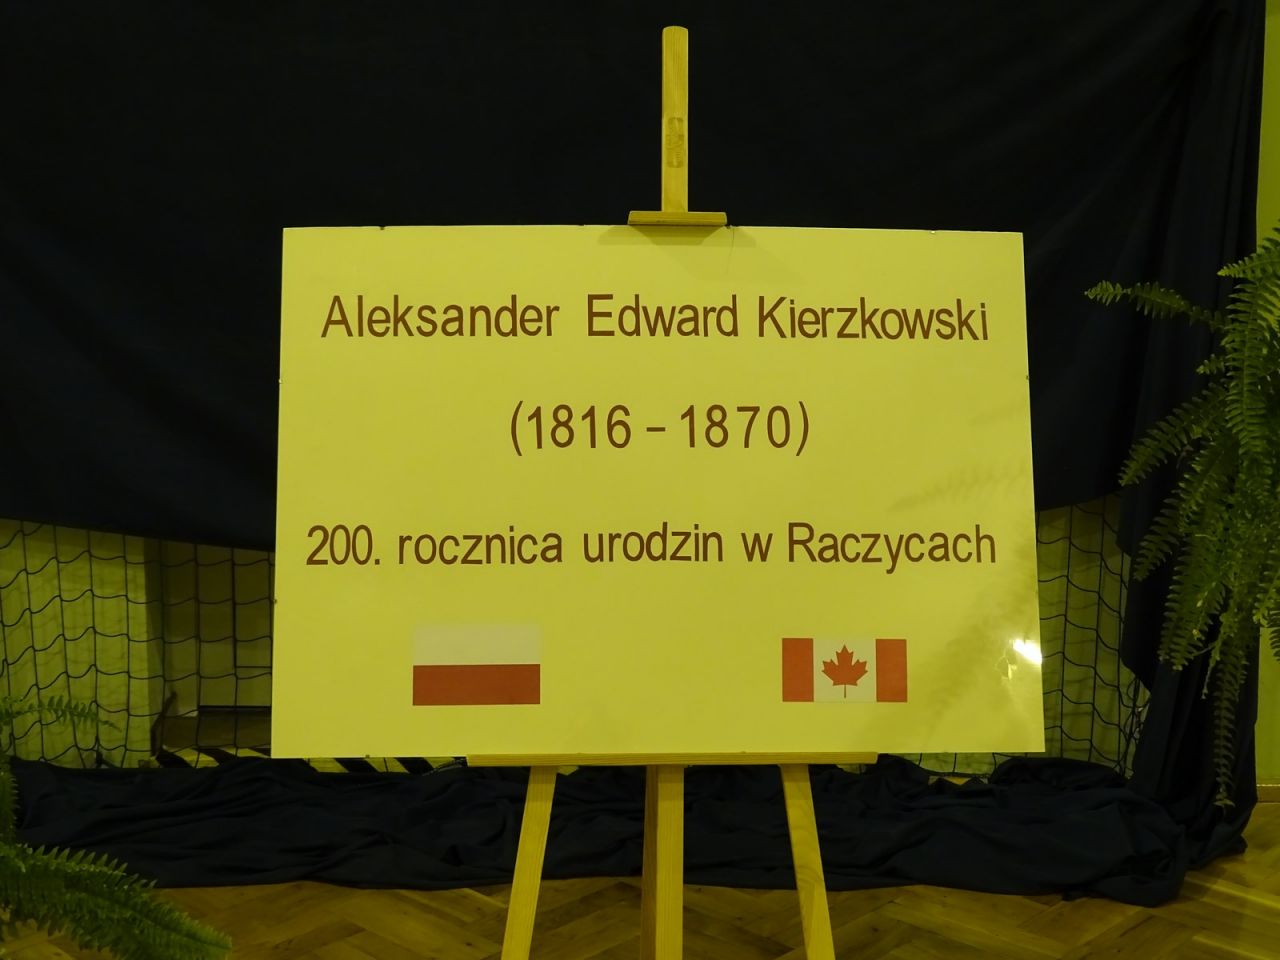 Aleksander Edward Kierzkowski
(1816 – 1870)
200. rocznica urodzin w Raczycach